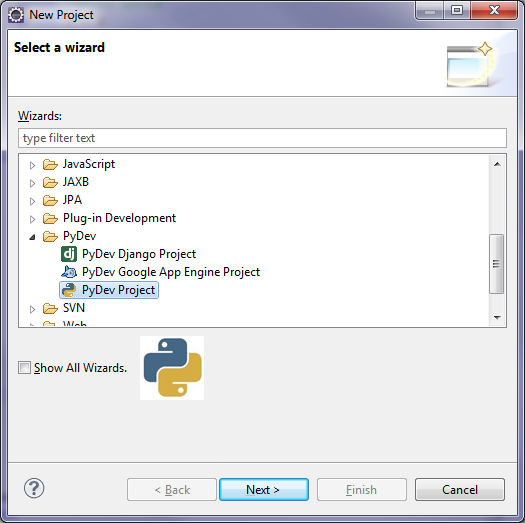 New Project
Select a wizard
Wizards:
type filter text
JavaScript
JAXB
JPA
Plug-in Development
PyDev
dj PyDev Django Project
PyDev Google App Engine Project
PyDev Project
SVN
Web
Show All Wizards.
? < Back Next > Finish Cancel